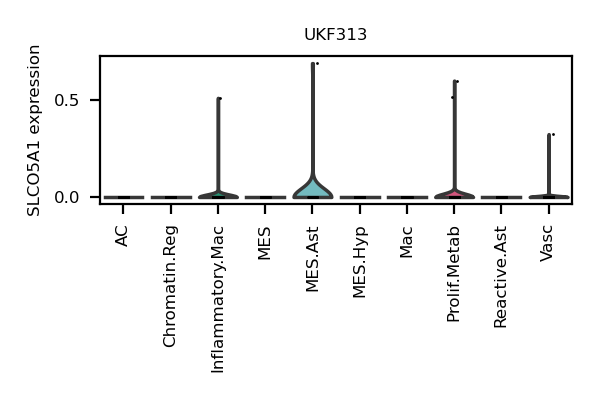 UKF313
SLCO5A1 expression
0.5
0.0
AC
Chromatin.Reg
Inflammatory.Mac
MES
MES.Ast
MES.Hyp
Mac
Prolif.Metab
Reactive.Ast
Vasc